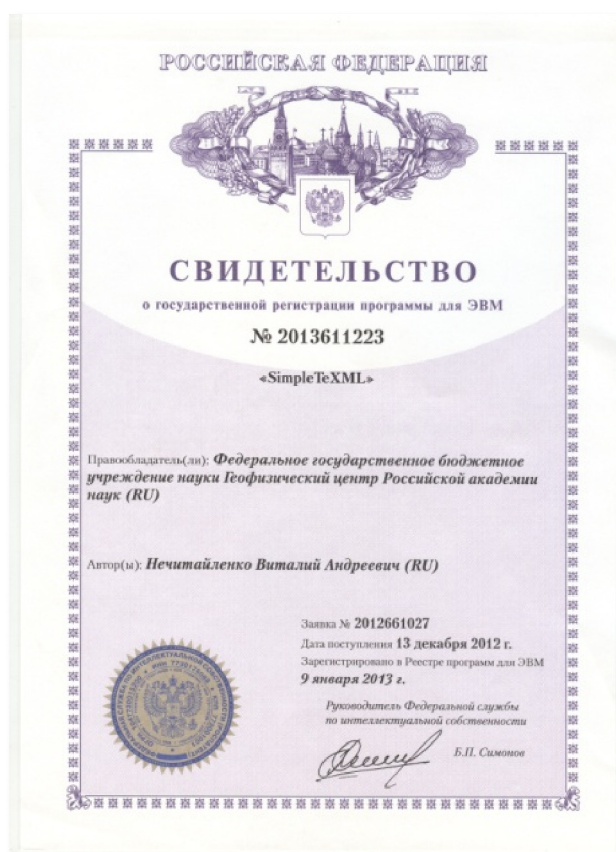 РОССИЙСКАЯ ФЕДЕРАЦИЯ
СВИДЕТЕЛЬСТВО
о государственной регистрации программы для ЭВМ
№ 2013611223
«SimpleTeXML»
Правообладатель(ли): Федеральное государственное бюджетное
учреждение науки Геофизический центр Российской академии
наук (RU)
Автор(ы): Нечитайленко Виталий Андреевич (RU)
Заявка № 2012661027
Дата поступления 13 декабря 2012 г.
Зарегистрировано в Реестре программ для ЭВМ
9 января 2013 г.
Руководитель Федеральной службы
по интеллектуальной собственности
Б.П. Симонов